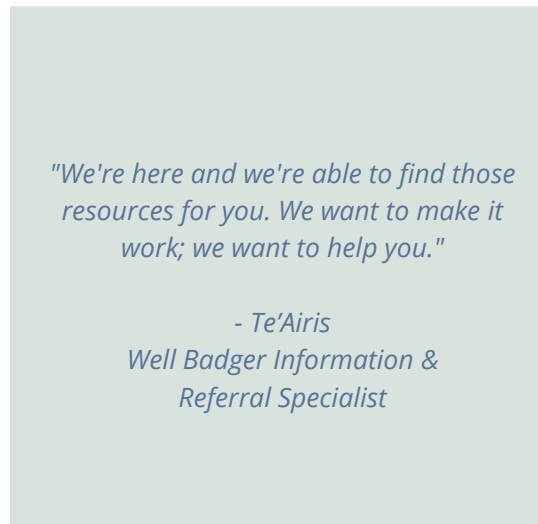 "We're here and we're able to find those
resources for you. We want to make it
work; we want to help you."
- Te’Airis
Well Badger Information &
Referral Specialist